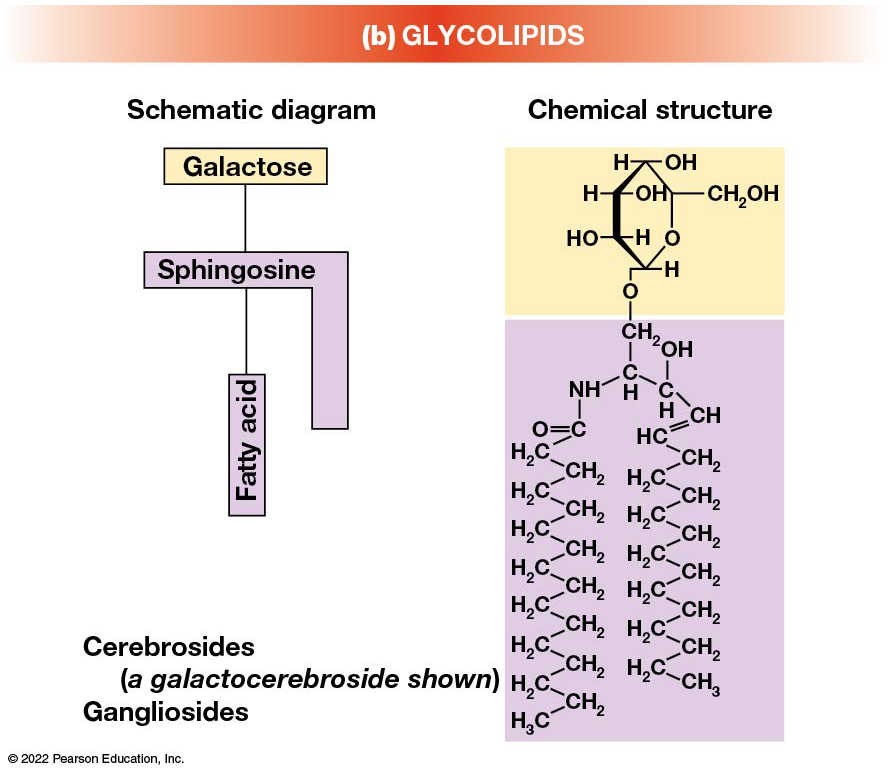 (b) GLYCOLIPIDS
Schematic diagram
Galactose
Sphingosine
Fatty acid
Cerebrosides
(a galactocerebroside shown)
Gangliosides
Chemical structure
H OH
H OH CH₂OH
HO H O
H
O
CH₂
OH
C
NH H C
H CH
O=C HC
H₂C CH₂
CH₂ H₂C
H₂C CH₂
CH₂ H₂C
H₂C CH₂
CH₂ H₂C
H₂C CH₂
CH₂ H₂C
H₂C CH₂
CH₂ H₂C
H₂C CH₂
CH₂ H₂C
H₂C CH₃
CH₂
H₃C
© 2022 Pearson Education, Inc.